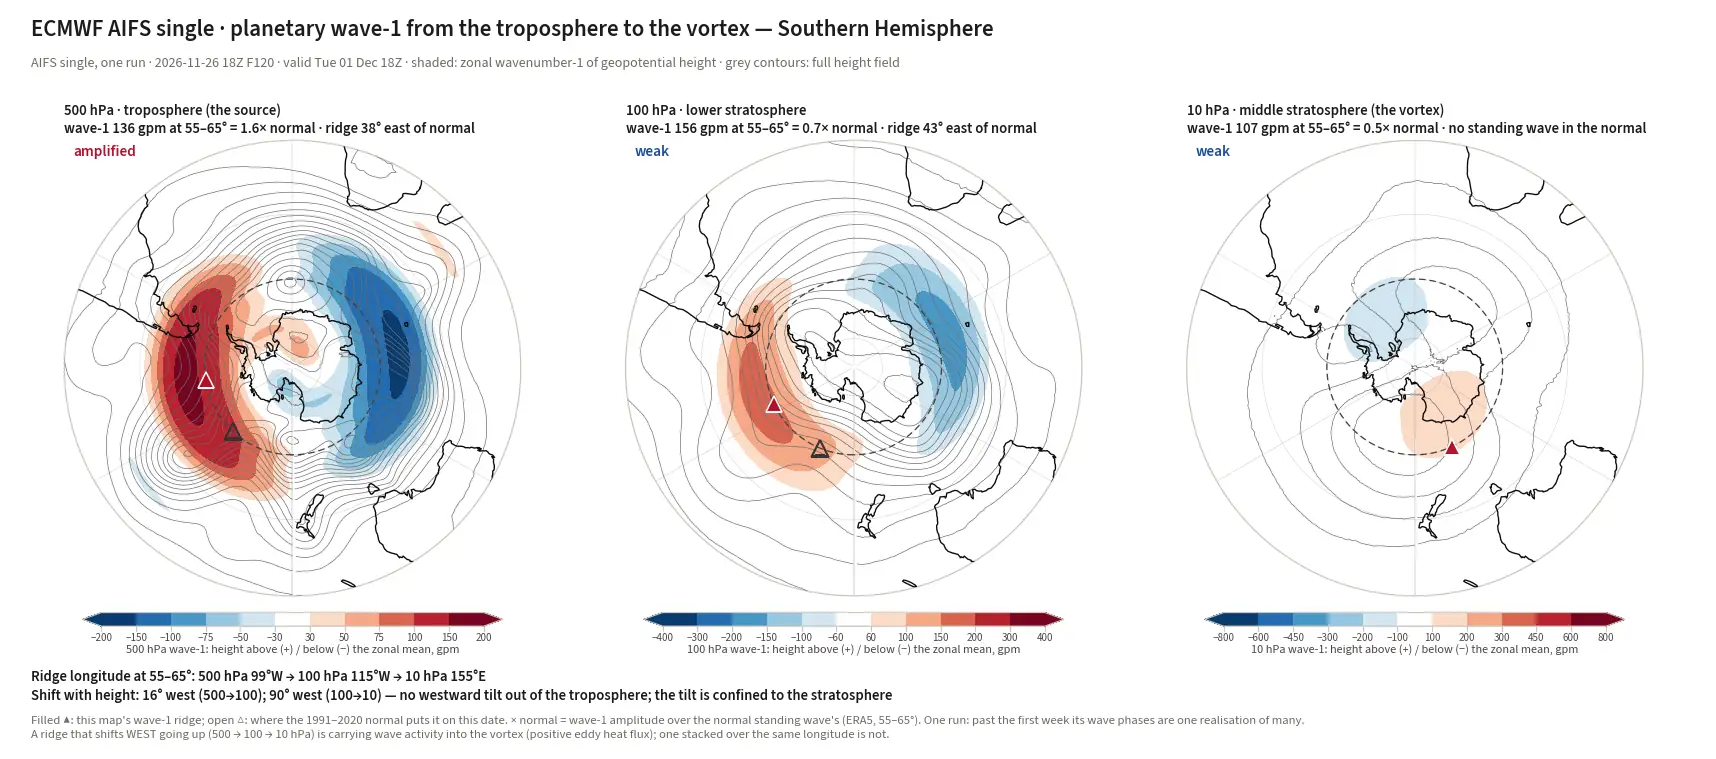 ECMWF AIFS single · planetary wave-1 from the troposphere to the vortex — Southern Hemisphere
AIFS single, one run · 2026-11-26 18Z F120 · valid Tue 01 Dec 18Z · shaded: zonal wavenumber-1 of geopotential height · grey contours: full height field
500 hPa · troposphere (the source)
wave-1 136 gpm at 55–65° = 1.6× normal · ridge 38° east of normal
amplified
100 hPa · lower stratosphere
wave-1 156 gpm at 55–65° = 0.7× normal · ridge 43° east of normal
weak
10 hPa · middle stratosphere (the vortex)
wave-1 107 gpm at 55–65° = 0.5× normal · no standing wave in the normal
weak
−200 −150 −100 −75 −50 −30 30 50 75 100 150 200
500 hPa wave-1: height above (+) / below (−) the zonal mean, gpm
−400 −300 −200 −150 −100 −60 60 100 150 200 300 400
100 hPa wave-1: height above (+) / below (−) the zonal mean, gpm
−800 −600 −450 −300 −200 −100 100 200 300 450 600 800
10 hPa wave-1: height above (+) / below (−) the zonal mean, gpm
Ridge longitude at 55–65°: 500 hPa 99°W → 100 hPa 115°W → 10 hPa 155°E
Shift with height: 16° west (500→100); 90° west (100→10) — no westward tilt out of the troposphere; the tilt is confined to the stratosphere
Filled ▲: this map's wave-1 ridge; open △: where the 1991–2020 normal puts it on this date. × normal = wave-1 amplitude over the normal standing wave's (ERA5, 55–65°). One run: past the first week its wave phases are one realisation of many.
A ridge that shifts WEST going up (500 → 100 → 10 hPa) is carrying wave activity into the vortex (positive eddy heat flux); one stacked over the same longitude is not.